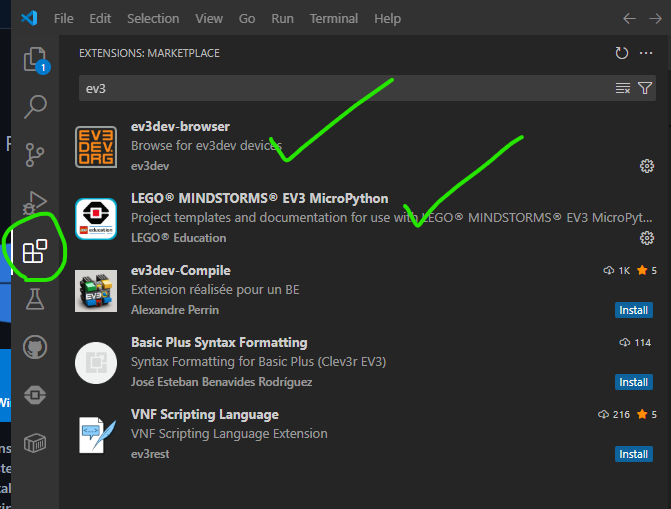 File Edit Selection View Go Run Terminal Help
EXTENSIONS: MARKETPLACE
1
ev3
EV3
DEV.
ORG
ev3dev-browser
Browse for ev3dev devices
ev3dev
LEGO® MINDSTORMS® EV3 MicroPython
Project templates and documentation for use with LEGO® MINDSTORMS® EV3 MicroPyt...
LEGO® Education
ev3dev-Compile
1K 5
Extension réalisée pour un BE
EV3
Alexandre Perrin
Install
Basic Plus Syntax Formatting
114
Syntax Formatting for Basic Plus (Clev3r EV3)
José Esteban Benavides Rodríguez
Install
VNF Scripting Language
216 5
VNF Scripting Language Extension
ev3rest
Install